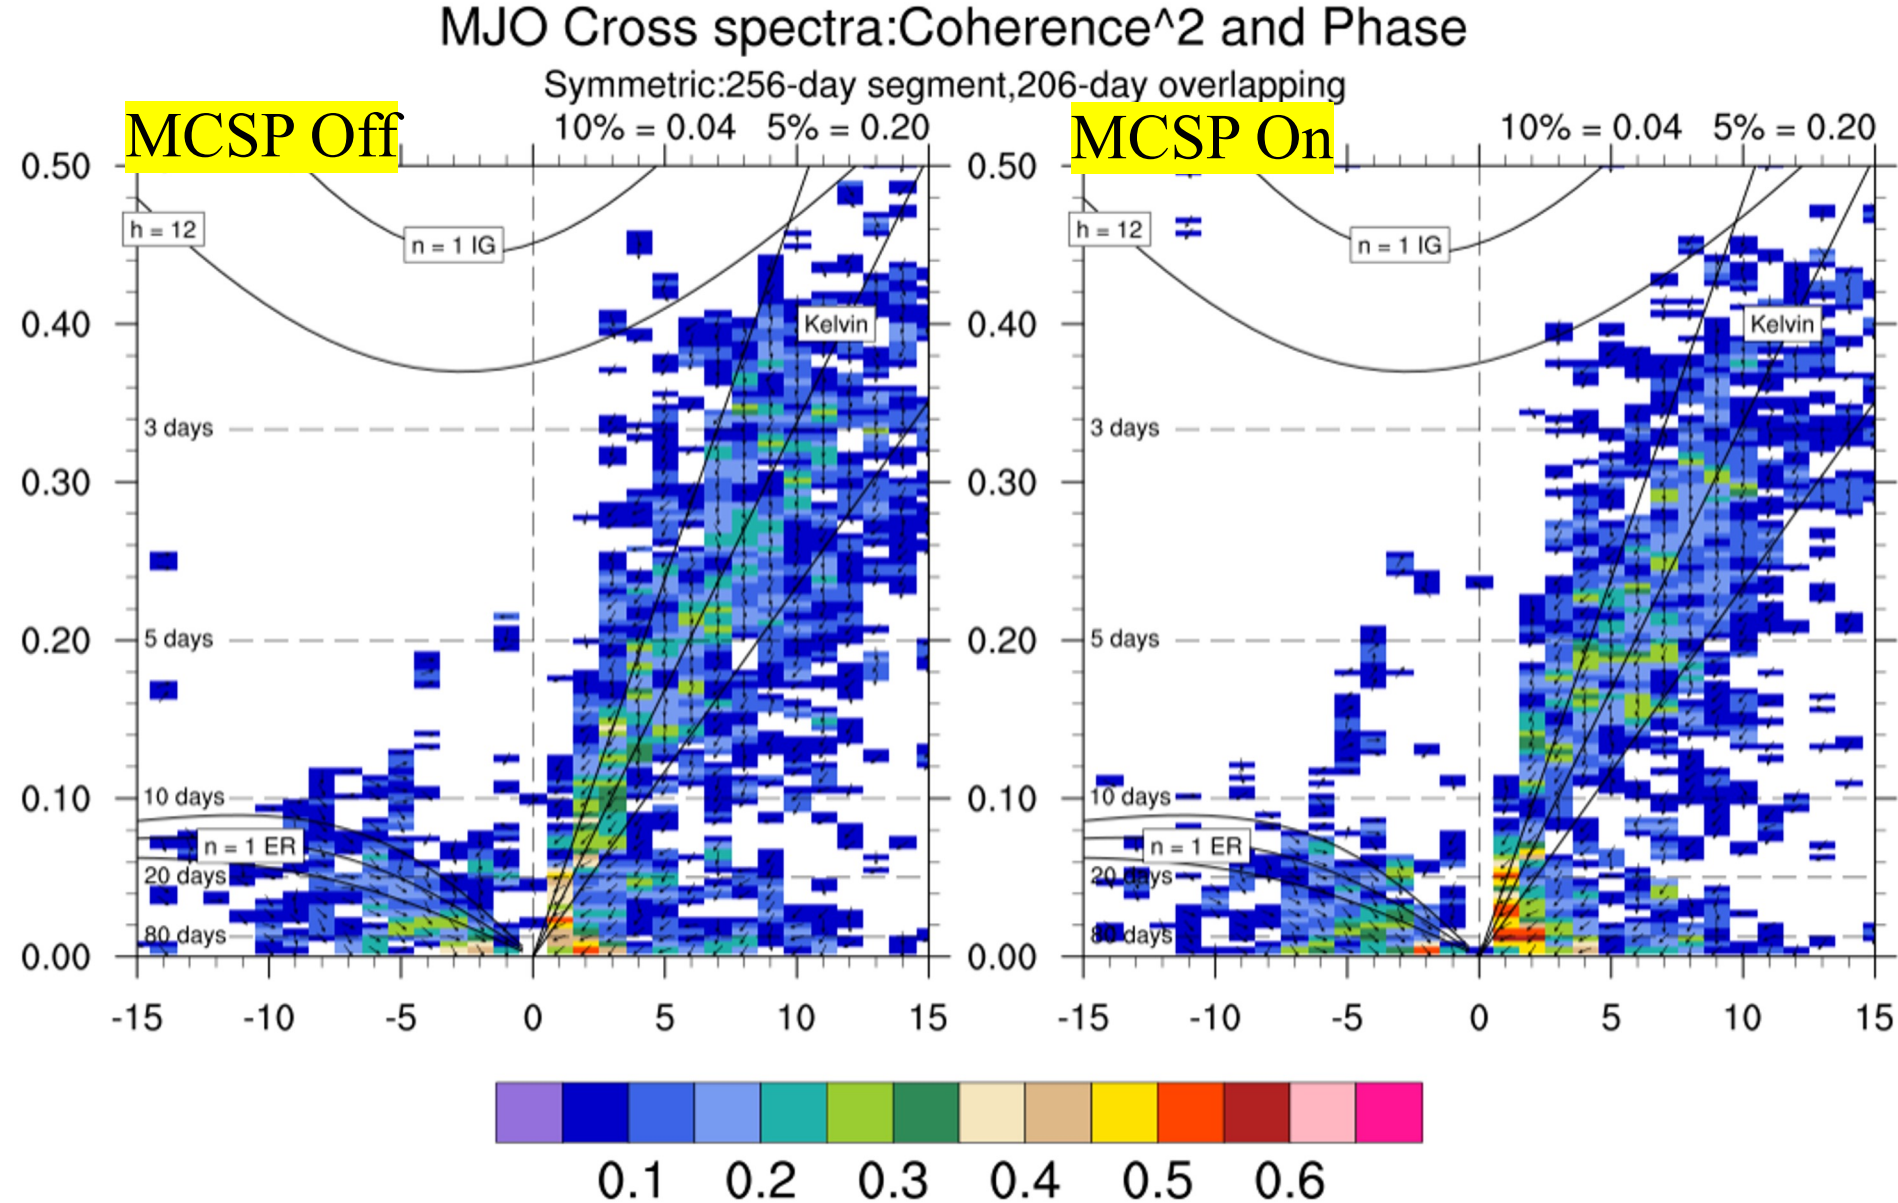 MJO Cross spectra:Coherence^2 and Phase
Symmetric:256-day segment,206-day overlapping
MCSP Off
10% = 0.04 5% = 0.20
MCSP On
10% = 0.04 5% = 0.20
0.50
h = 12
n = 1 IG
0.40
Kelvin
3 days
0.30
5 days
0.20
10 days
0.10
n = 1 ER
20 days
80 days
0.00
-15 -10 -5 0 5 10 15
0.50
h = 12
n = 1 IG
0.40
Kelvin
3 days
0.30
5 days
0.20
10 days
0.10
n = 1 ER
20 days
80 days
0.00
-15 -10 -5 0 5 10 15
0.1 0.2 0.3 0.4 0.5 0.6